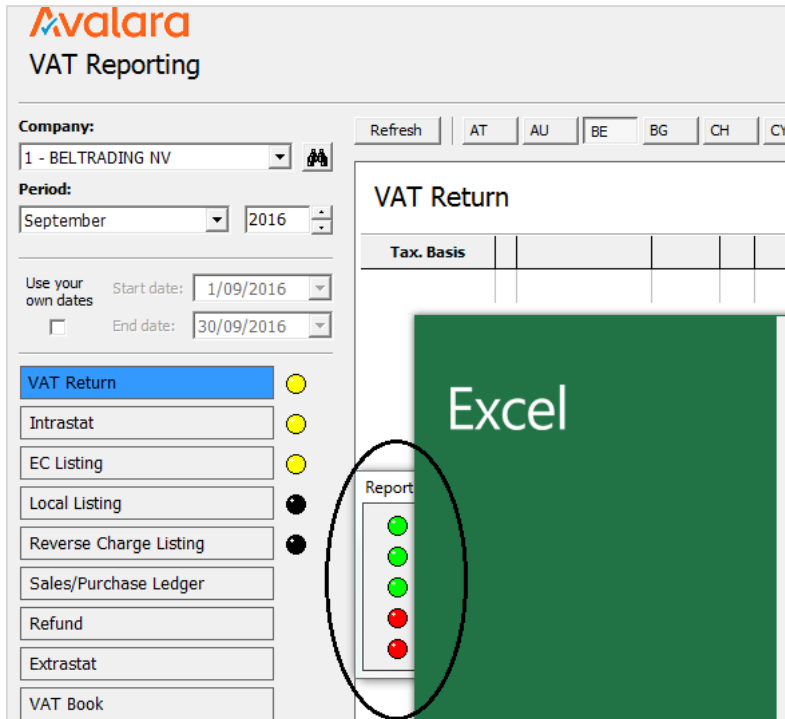 Avalara
VAT Reporting
Company:
1 - BELTRADING NV
Period:
September 2016
Use your own dates
Start date: 1/09/2016
End date: 30/09/2016
VAT Return
Intrastat
EC Listing
Local Listing
Reverse Charge Listing
Sales/Purchase Ledger
Refund
Extrastat
VAT Book
Refresh AT AU BE BG CH CY
VAT Return
Tax. Basis
Report
Excel